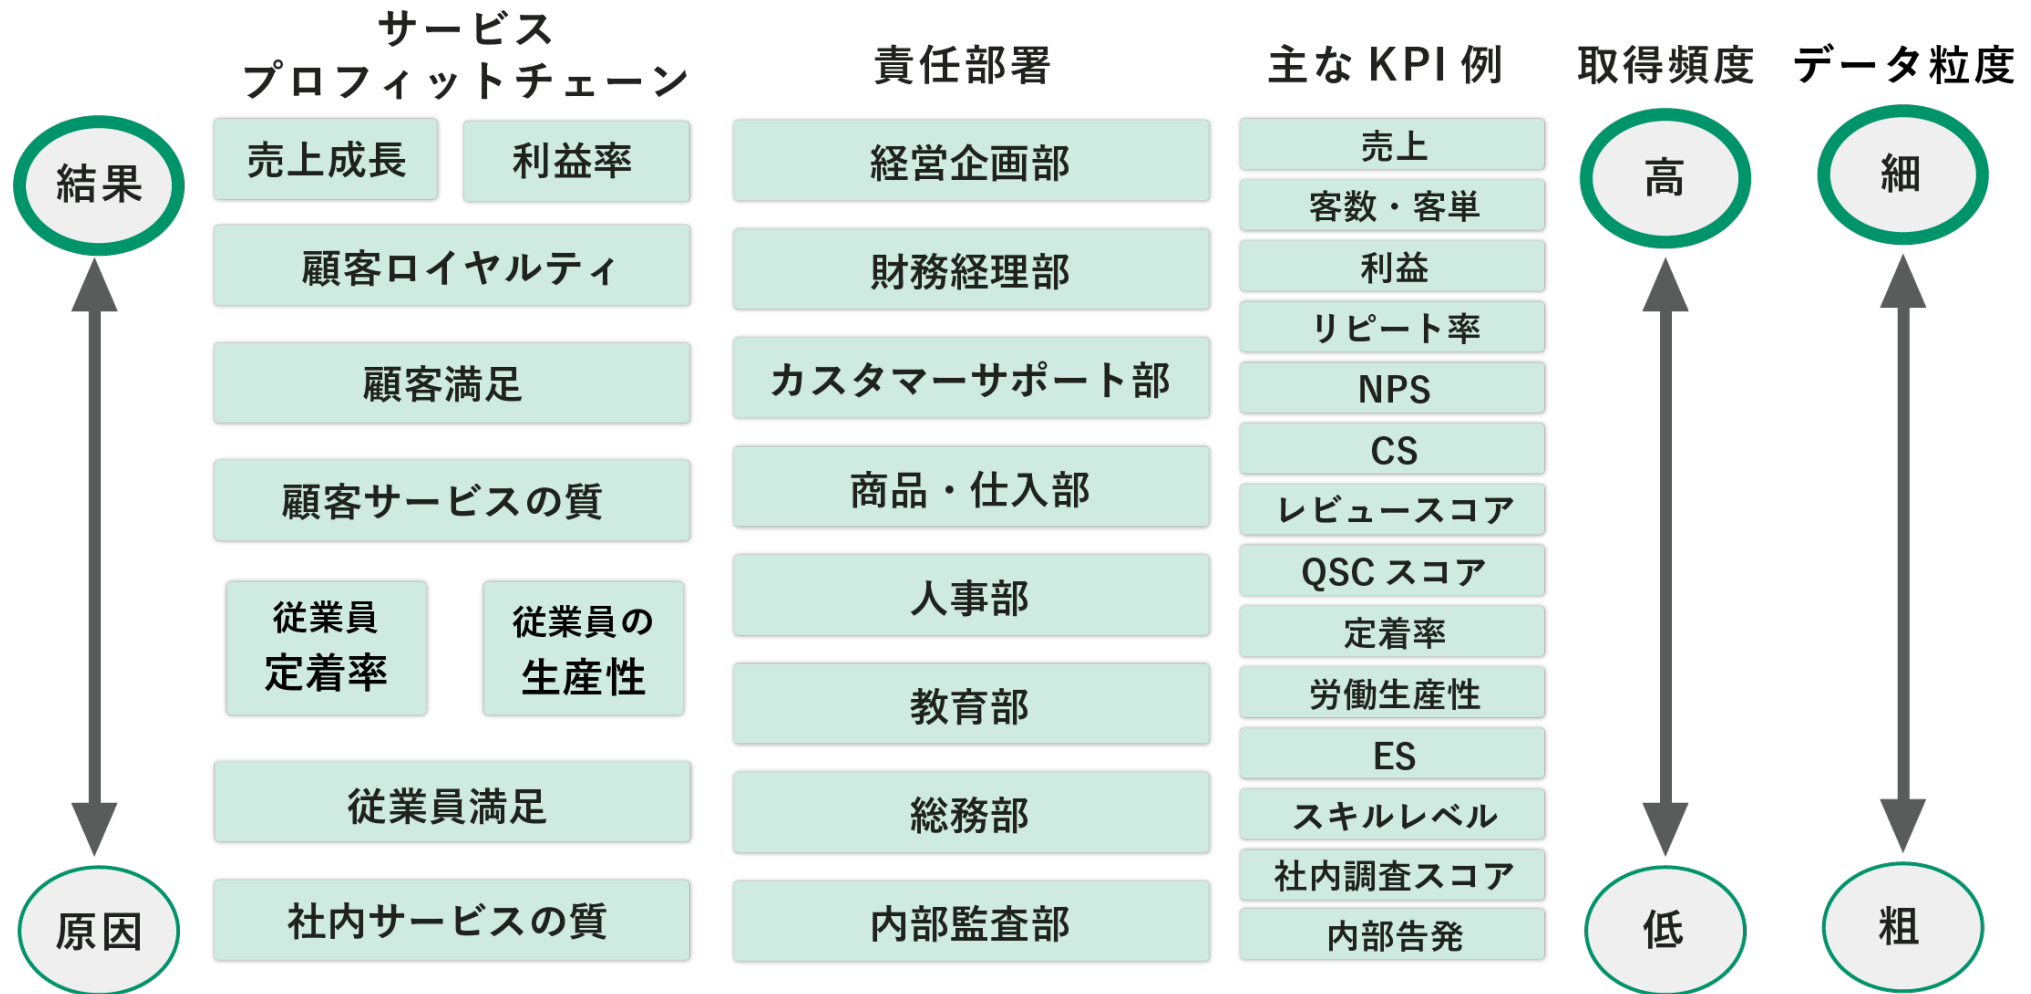 サービス
プロフィットチェーン
責任部署
主な KPI 例
取得頻度
データ粒度
結果
原因
売上成長
利益率
顧客ロイヤルティ
顧客満足
顧客サービスの質
従業員
定着率
従業員の
生産性
従業員満足
社内サービスの質
経営企画部
財務経理部
カスタマーサポート部
商品・仕入部
人事部
教育部
総務部
内部監査部
売上
客数・客単
利益
リピート率
NPS
CS
レビュースコア
QSC スコア
定着率
労働生産性
ES
スキルレベル
社内調査スコア
内部告発
高
低
細
粗